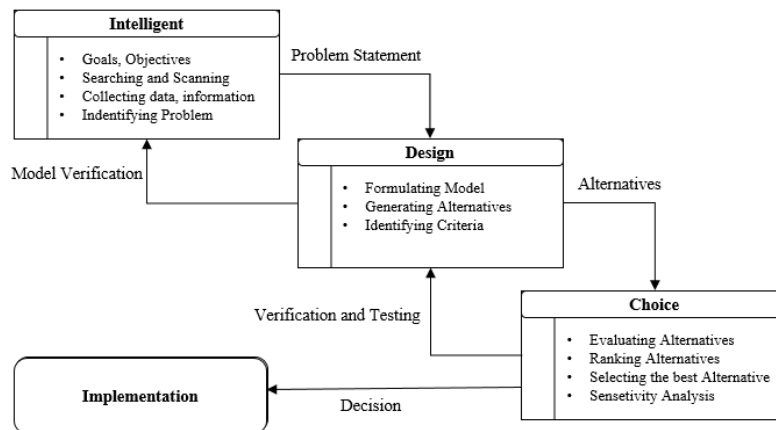 Intelligent
• Goals, Objectives
• Searching and Scanning
• Collecting data, information
• Indentifying Problem
Problem Statement
Model Verification
Design
• Formulating Model
• Generating Alternatives
• Identifying Criteria
Alternatives
Verification and Testing
Choice
• Evaluating Alternatives
• Ranking Alternatives
• Selecting the best Alternative
• Sensetivity Analysis
Decision
Implementation